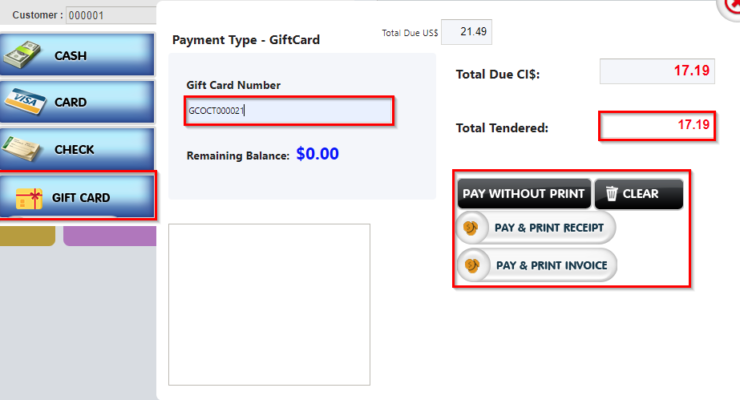 Customer : 000001
CASH
VISA
CARD
CHECK
GIFT CARD
Payment Type - GiftCard
Total Due US$ 21.49
Gift Card Number
GCOCT000021
Remaining Balance: $0.00
Total Due CI$: 17.19
Total Tendered: 17.19
PAY WITHOUT PRINT CLEAR
PAY & PRINT RECEIPT
PAY & PRINT INVOICE